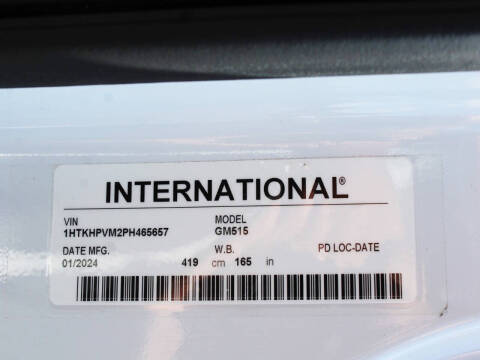 INTERNATIONAL®
VIN MODEL
1HTKHPVM2PH465657 GM515
DATE MFG. W.B. PD LOC-DATE
01/2024 419 cm 165 in